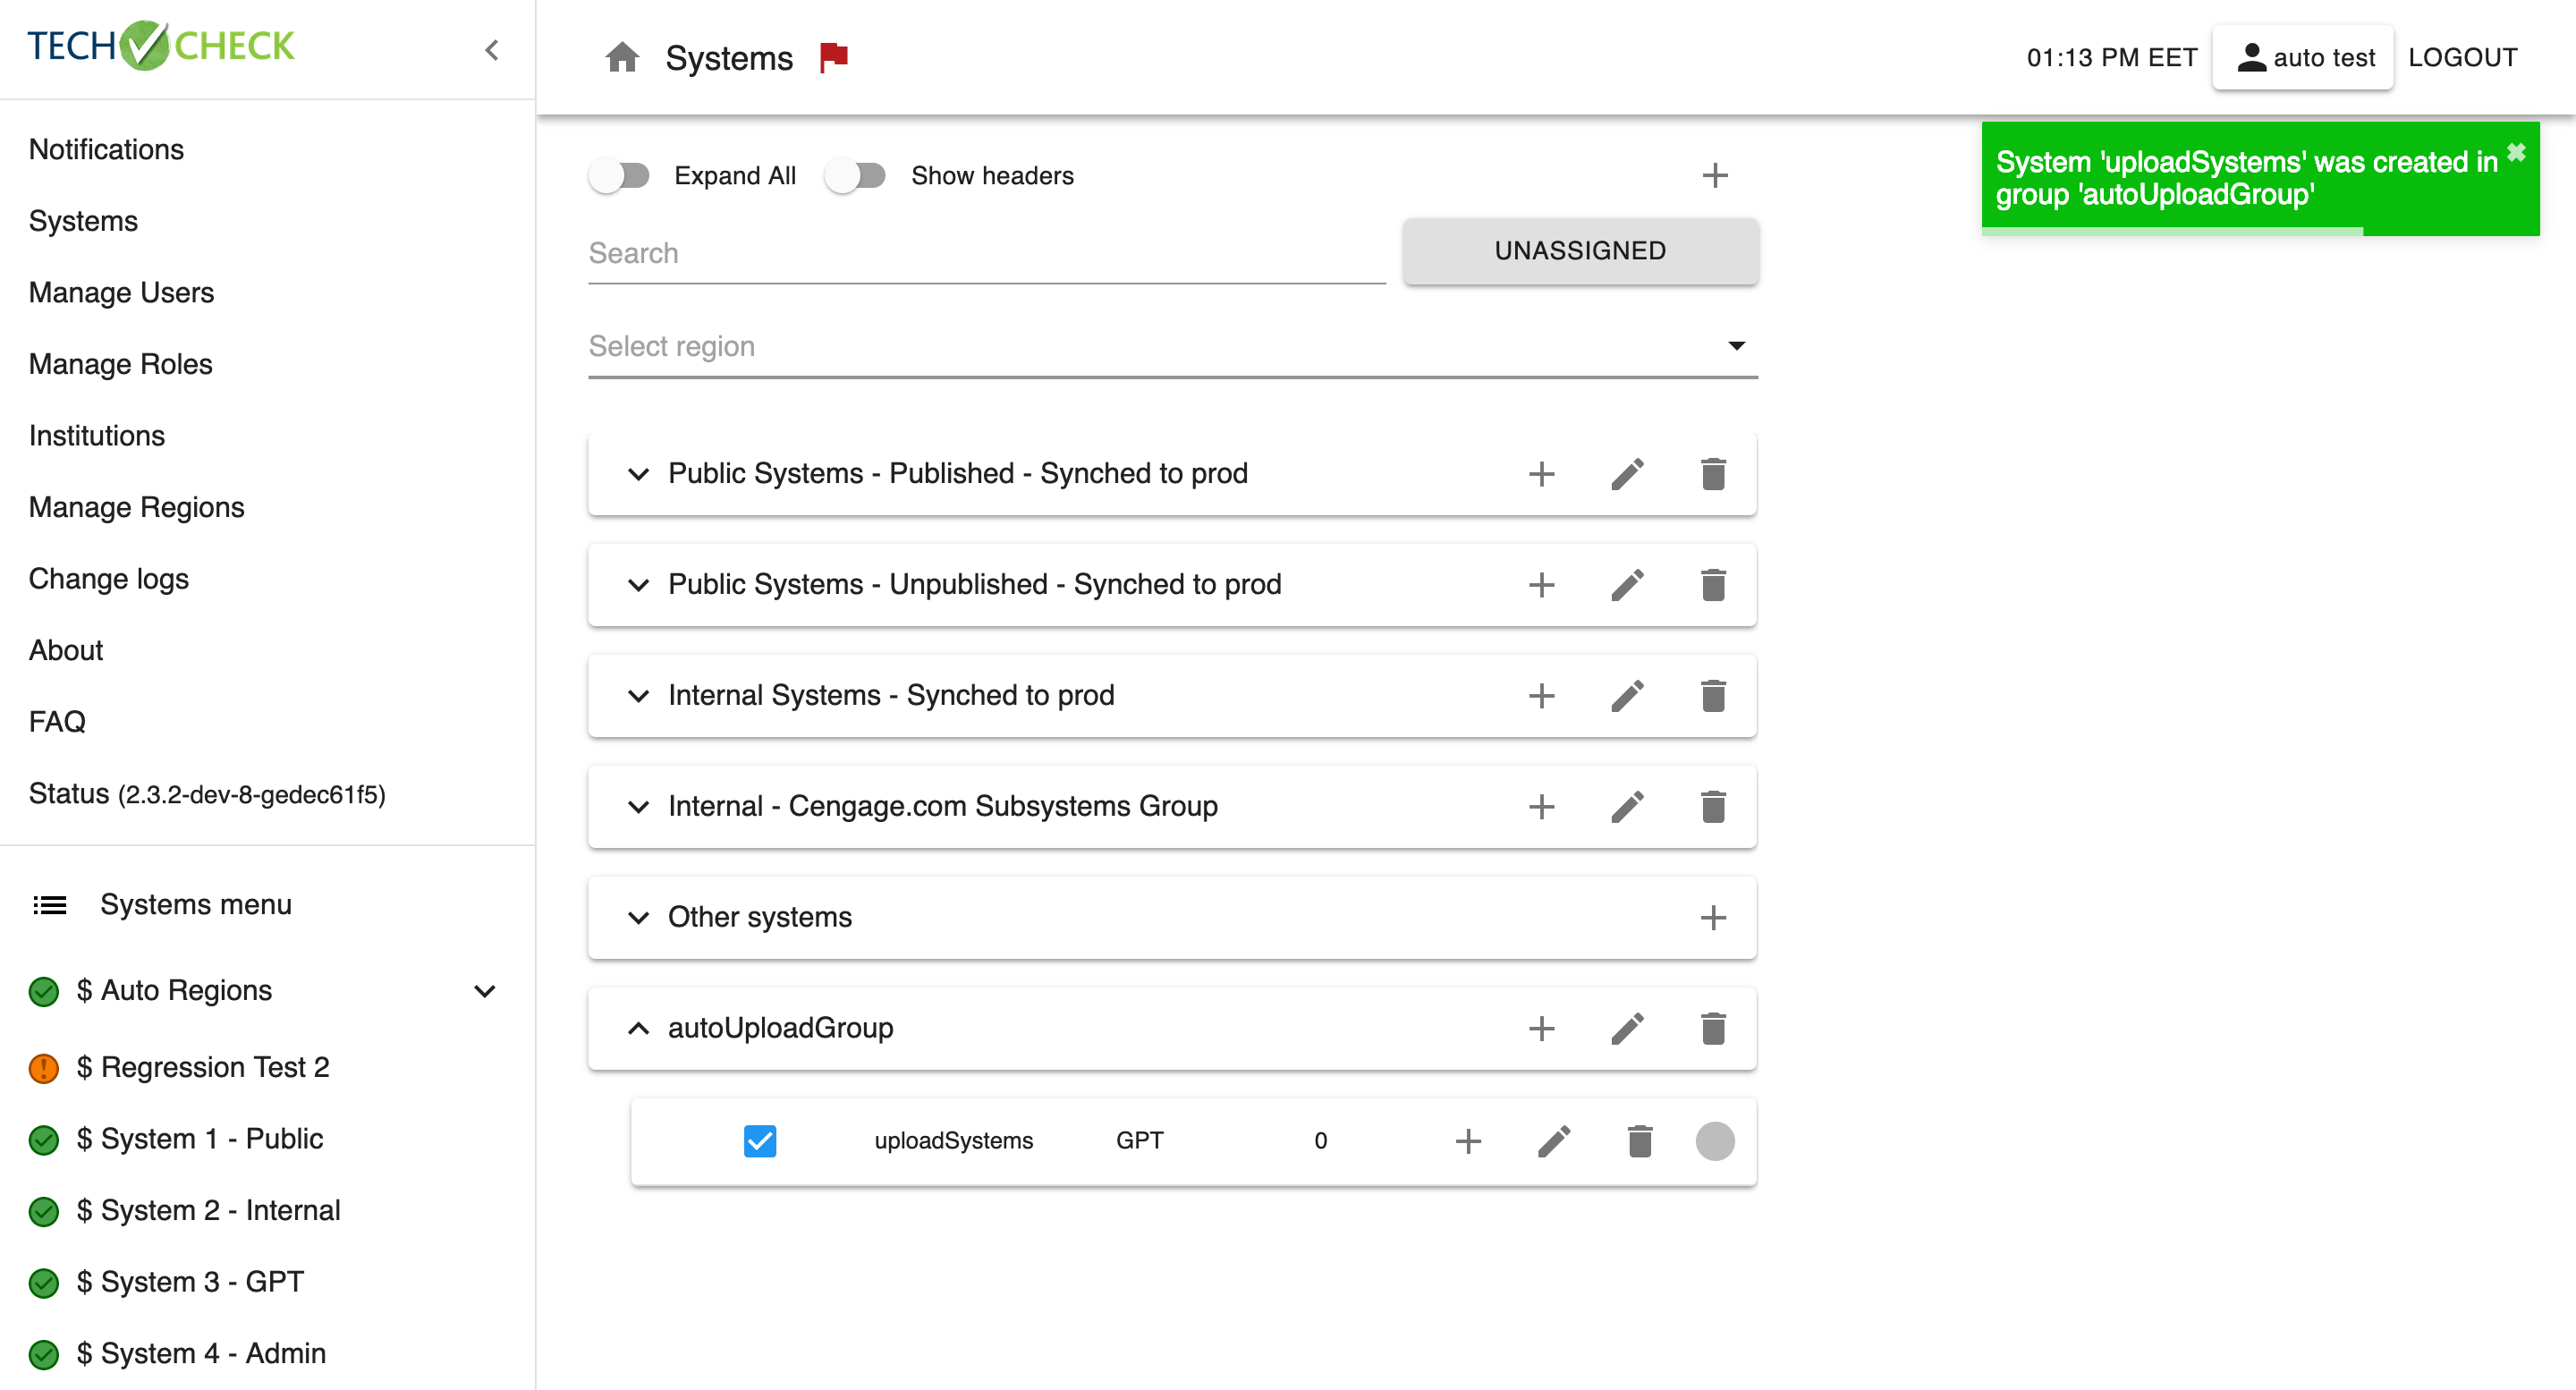 TECH CHECK
Notifications
Systems
Manage Users
Manage Roles
Institutions
Manage Regions
Change logs
About
FAQ
Status (2.3.2-dev-8-gedec61f5)
Systems menu
$ Auto Regions
$ Regression Test 2
$ System 1 - Public
$ System 2 - Internal
$ System 3 - GPT
$ System 4 - Admin
Systems
01:13 PM EET
auto test
LOGOUT
System 'uploadSystems' was created in
group 'autoUploadGroup'
Expand All
Show headers
Search
UNASSIGNED
Select region
Public Systems - Published - Synched to prod
Public Systems - Unpublished - Synched to prod
Internal Systems - Synched to prod
Internal - Cengage.com Subsystems Group
Other systems
autoUploadGroup
uploadSystems GPT 0